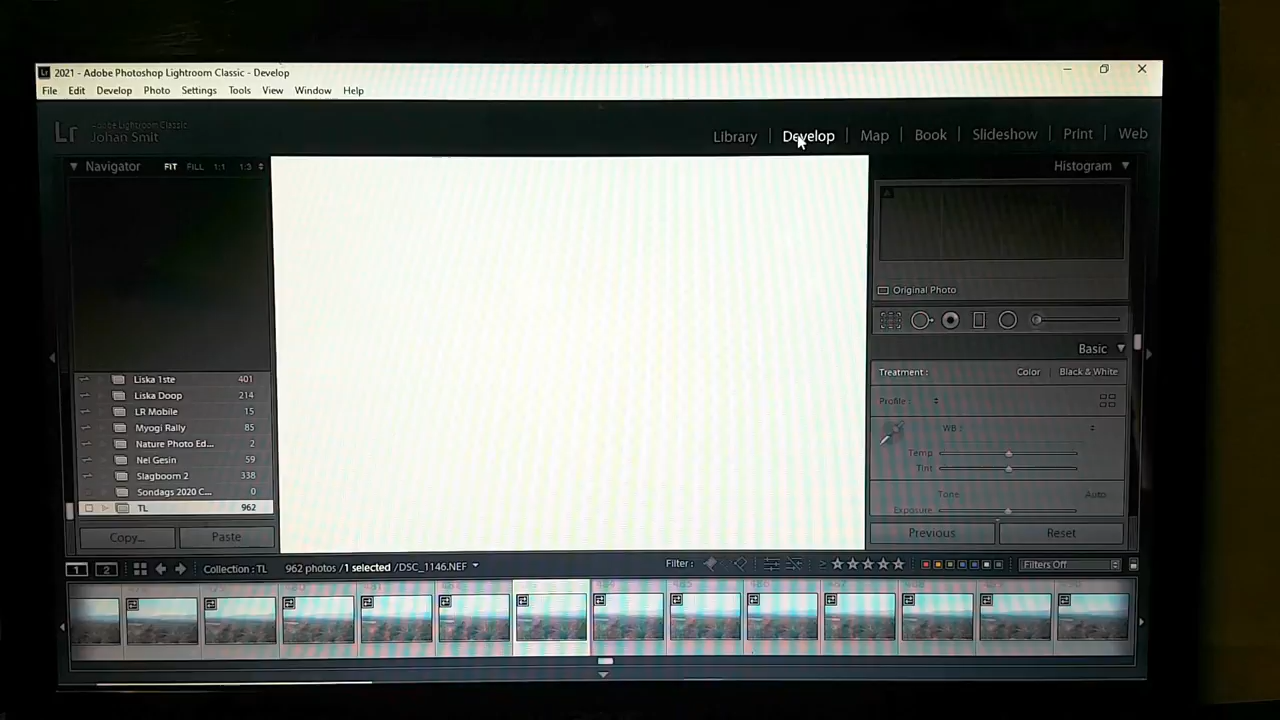 Lr 2021 - Adobe Photoshop Lightroom Classic - Develop
File Edit Develop Photo Settings Tools View Window Help
Lr Adobe Lightroom Classic
Johan Smit
Library | Develop | Map | Book | Slideshow | Print | Web
Navigator FIT FILL 1:1 1:3
Histogram
Original Photo
Basic
Treatment : Color | Black & White
Profile :
WB :
Temp
Tint
Tone Auto
Exposure
Previous Reset
Liska 1ste 401
Liska Doop 214
LR Mobile 15
Myogi Rally 85
Nature Photo Ed... 2
Nel Gesin 59
Slagboom 2 338
Sondags 2020 C... 0
TL 962
Copy... Paste
1 2 Collection: TL 962 photos /1 selected /DSC_1146.NEF Filter : ≥ ★★★★★ Filters Off